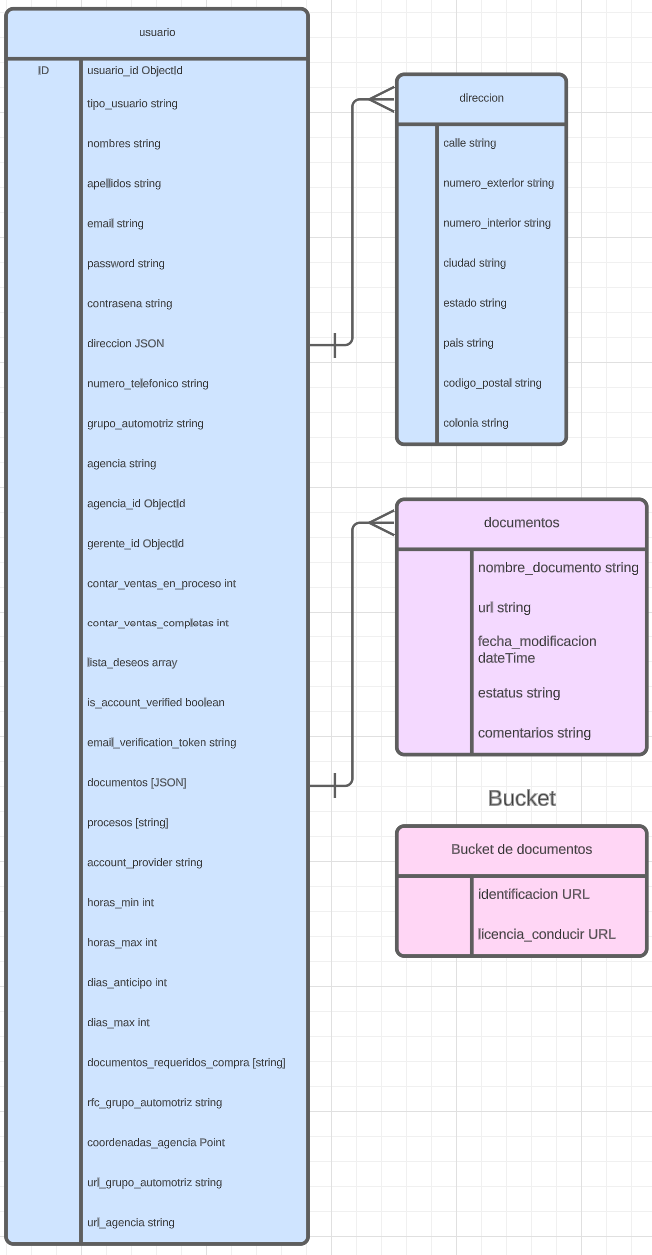 usuario
ID
usuario_id ObjectId
tipo_usuario string
nombres string
apellidos string
email string
password string
contrasena string
direccion JSON
numero_telefonico string
grupo_automotriz string
agencia string
agencia_id ObjectId
gerente_id ObjectId
contar_ventas_en_proceso int
contar_ventas_completas int
lista_deseos array
is_account_verified boolean
email_verification_token string
documentos [JSON]
procesos [string]
account_provider string
horas_min int
horas_max int
dias_anticipo int
dias_max int
documentos_requeridos_compra [string]
rfc_grupo_automotriz string
coordenadas_agencia Point
url_grupo_automotriz string
url_agencia string
direccion
calle string
numero_exterior string
numero_interior string
ciudad string
estado string
pais string
codigo_postal string
colonia string
documentos
nombre_documento string
url string
fecha_modificacion
dateTime
estatus string
comentarios string
Bucket
Bucket de documentos
identificacion URL
licencia_conducir URL